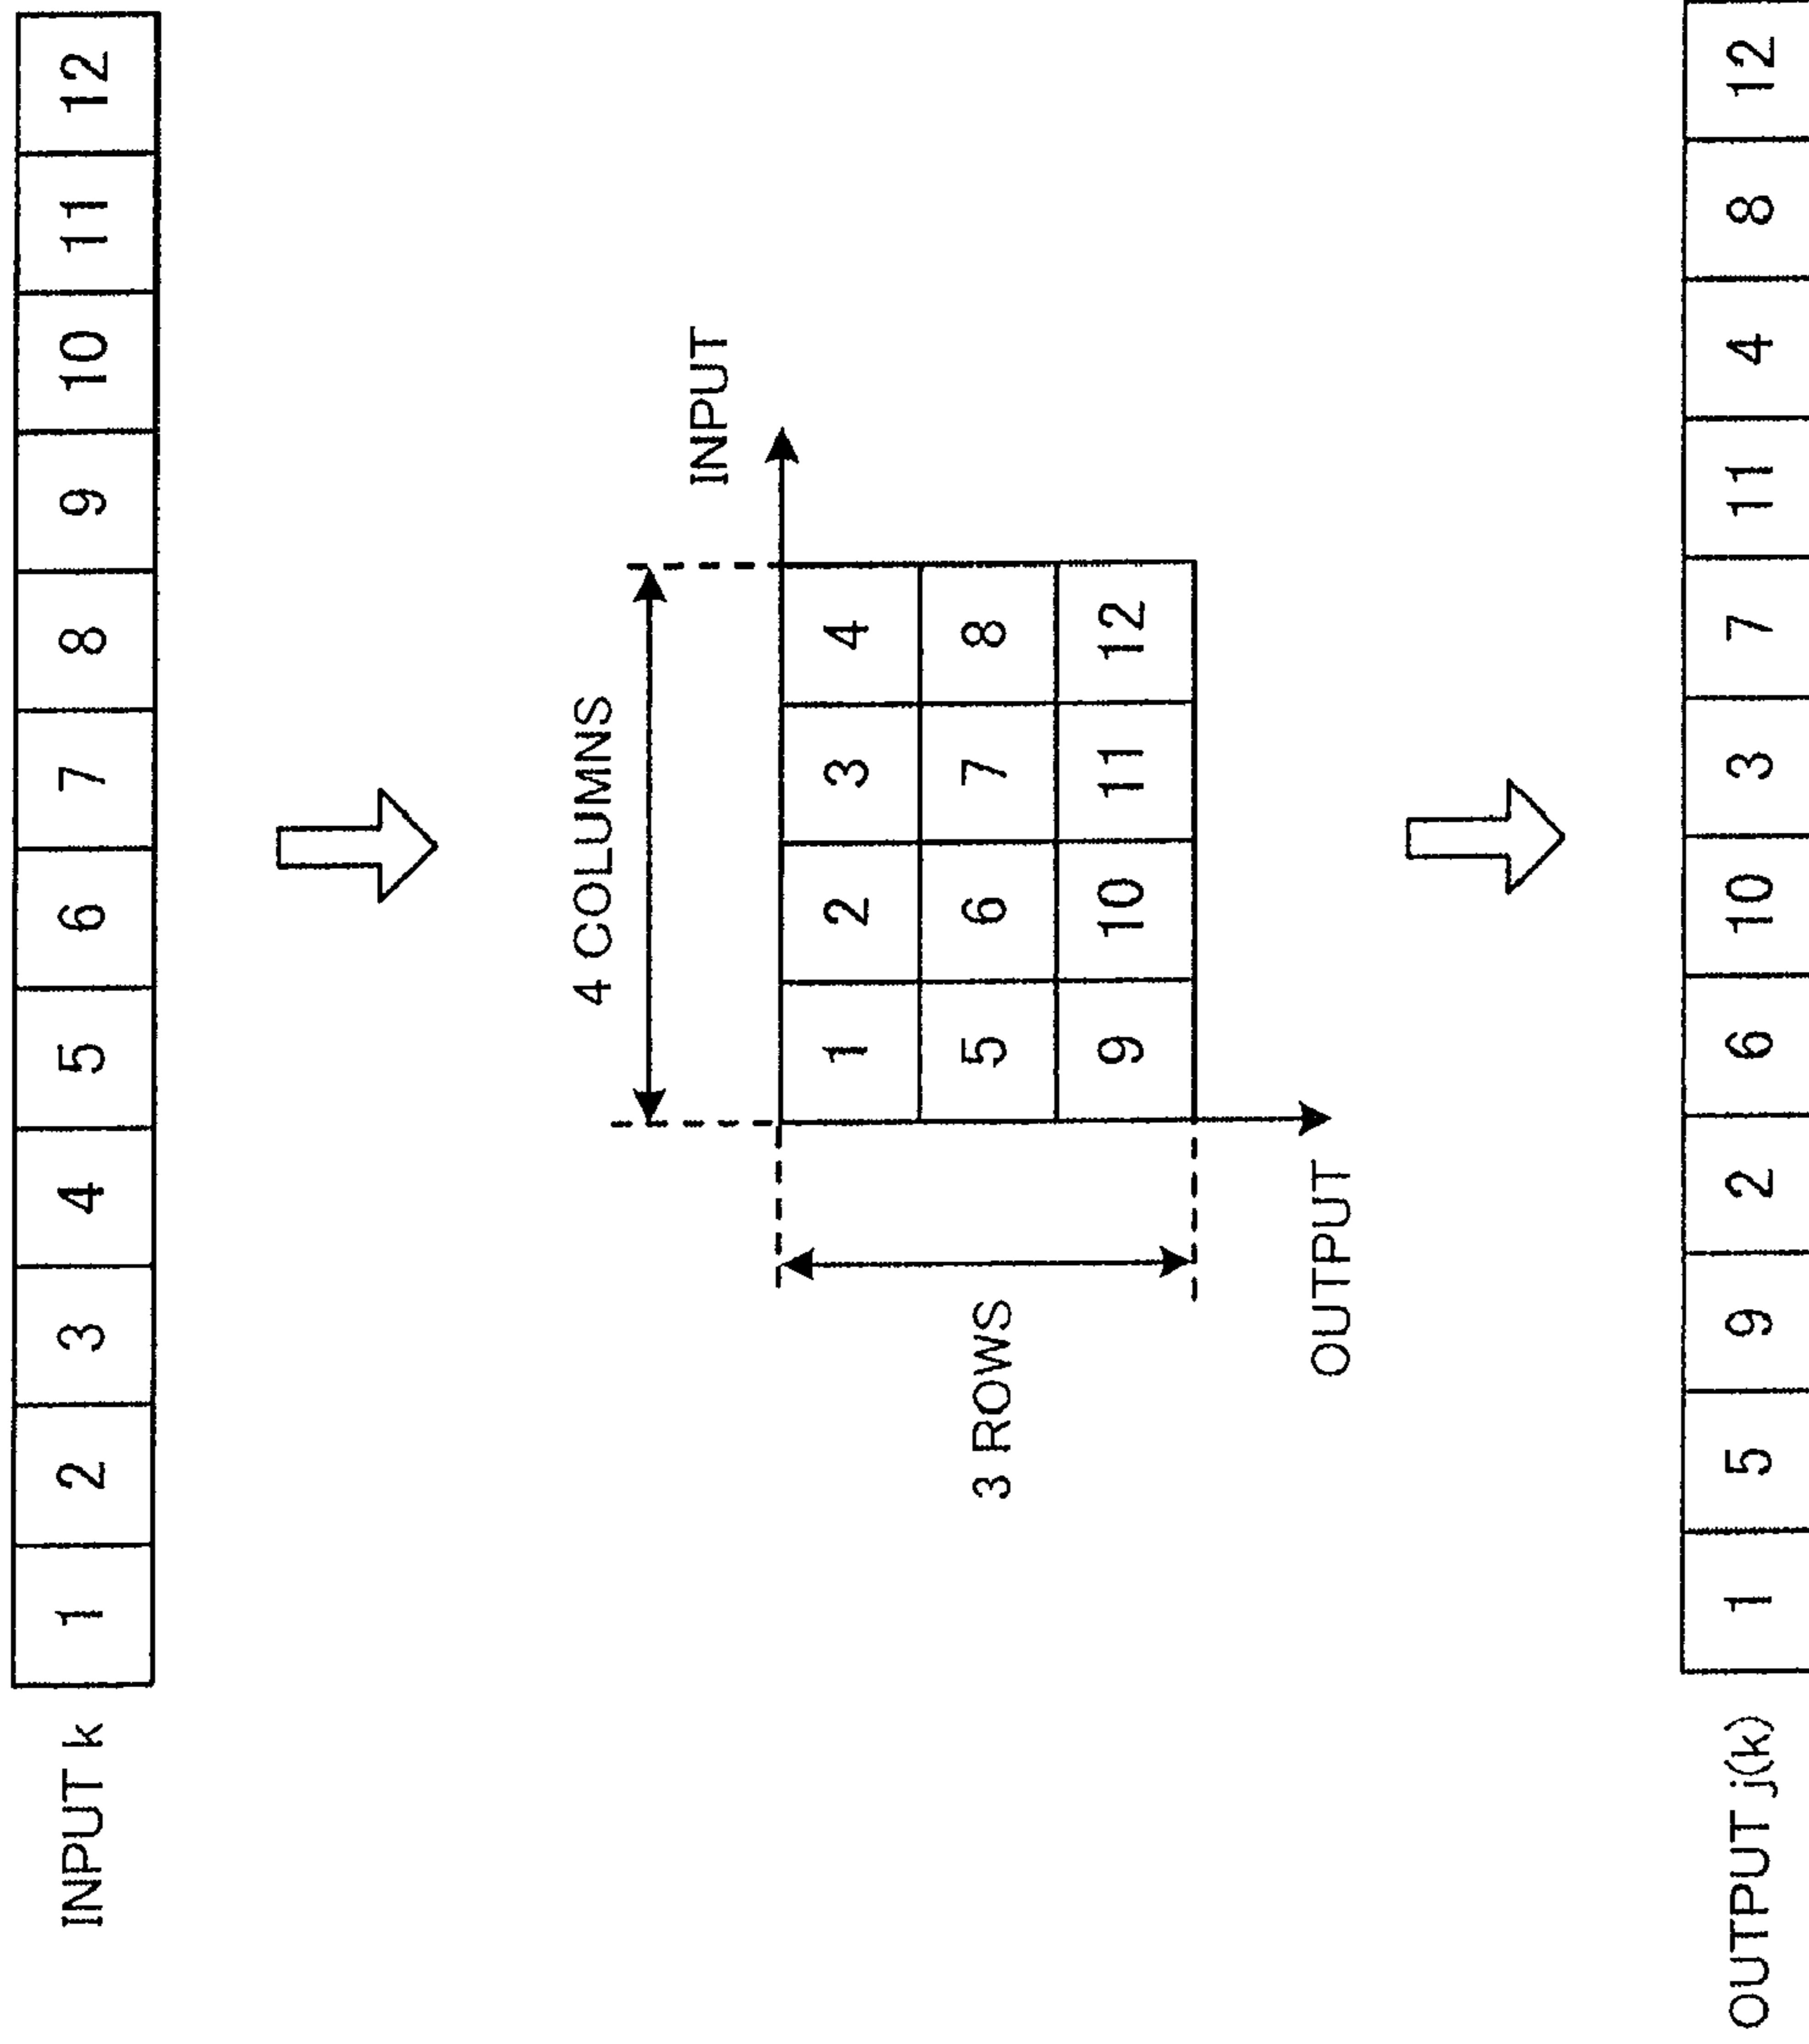 INPUT k 1 2 3 4 5 6 7 8 9 10 11 12
4 COLUMNS
INPUT
3 ROWS
1 2 3 4
5 6 7 8
9 10 11 12
OUTPUT
OUTPUT j(k) 1 5 9 2 6 10 3 7 11 4 8 12